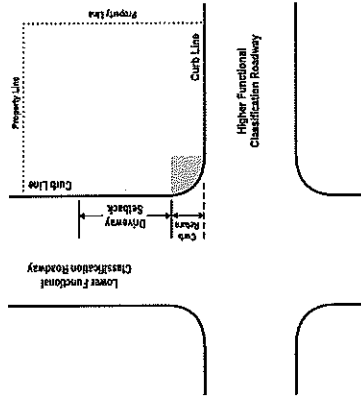 Property Line
Property Line
Curb Line
Curb Line
Higher Functional
Classification Roadway
Driveway
Setback
Curb
Return
Lower Functional
Classification Roadway